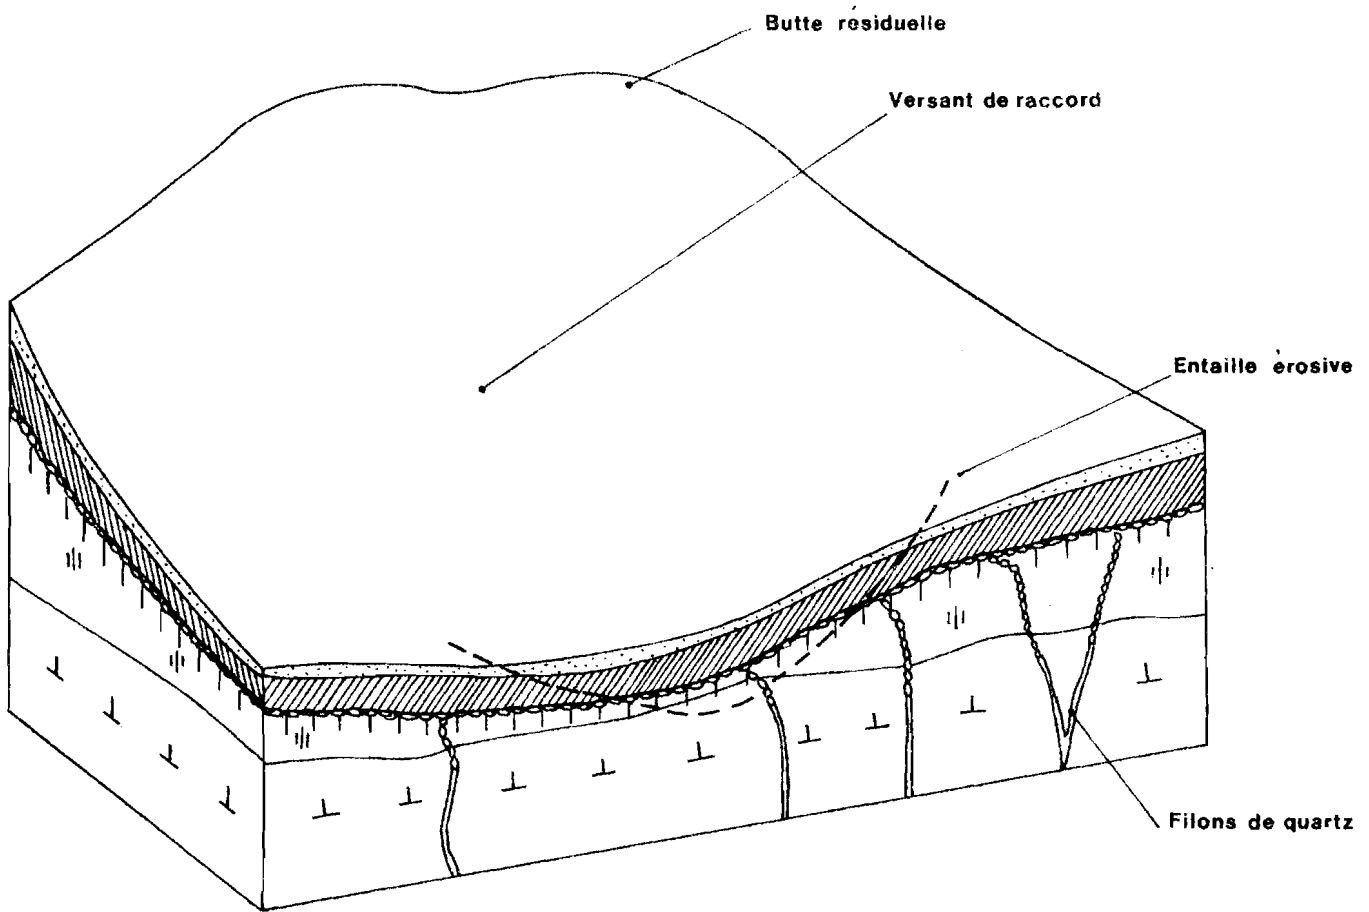 Butte résiduelle
Versant de raccord
Entaille érosive
Filons de quartz